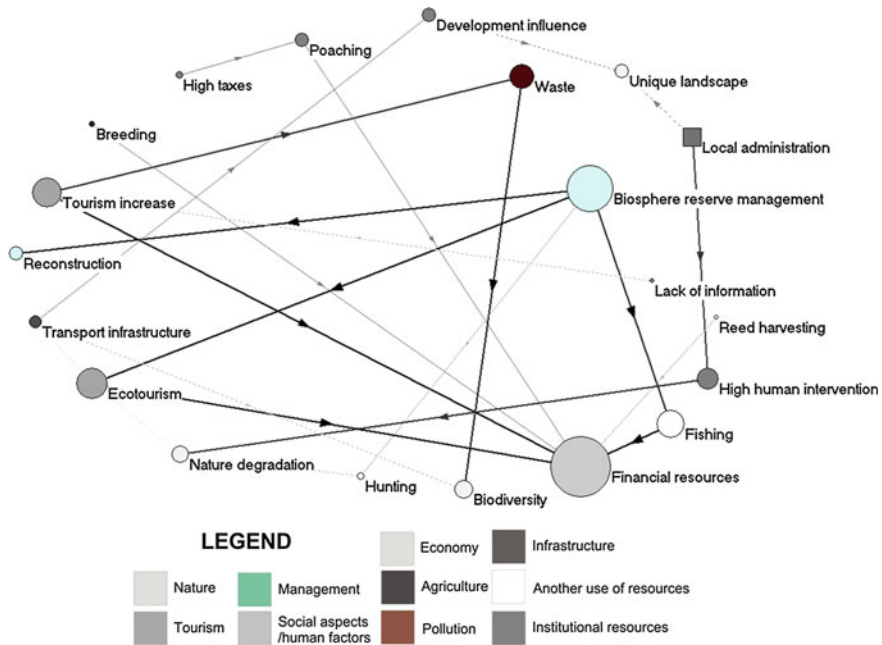 Development influence
Poaching
High taxes
Unique landscape
Waste
Breeding
Local administration
Tourism increase
Biosphere reserve management
Reconstruction
Lack of information
Transport infrastructure
Reed harvesting
Ecotourism
High human intervention
Fishing
Nature degradation
Financial resources
Hunting
Biodiversity
LEGEND
Economy
Infrastructure
Nature
Management
Agriculture
Another use of resources
Tourism
Social aspects
/human factors
Pollution
Institutional resources